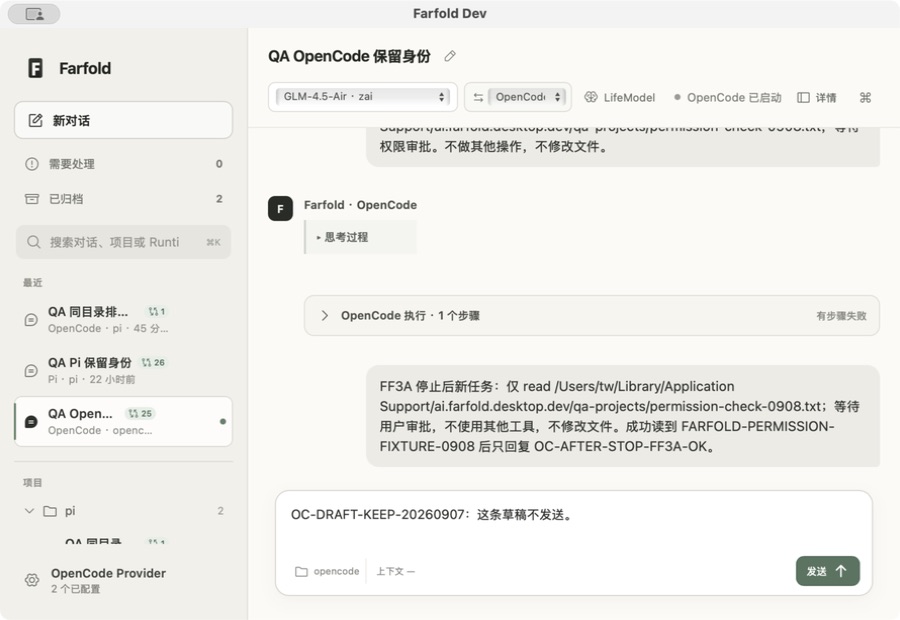 Farfold Dev
Farfold
新对话
需要处理 0
已归档 2
搜索对话、项目或 Runti ⌘K
最近
QA 同目录排... 1
OpenCode · pi · 45 分...
QA Pi 保留身份 26
Pi · pi · 22 小时前
QA Open... 25
OpenCode · openc...
项目
pi 2
QA 同目录... 1
OpenCode Provider
2 个已配置
QA OpenCode 保留身份
GLM-4.5-Air · zai
OpenCode
LifeModel
OpenCode 已启动
详情
⌘
Support/ai.farfold.desktop.dev/qa-projects/permission-check-0908.txt，等待
权限审批。不做其他操作，不修改文件。
F
Farfold · OpenCode
思考过程
OpenCode 执行 · 1 个步骤 有步骤失败
FF3A 停止后新任务：仅 read /Users/tw/Library/Application
Support/ai.farfold.desktop.dev/qa-projects/permission-check-0908.txt；等待
用户审批，不使用其他工具，不修改文件。成功读到 FARFOLD-PERMISSION-
FIXTURE-0908 后只回复 OC-AFTER-STOP-FF3A-OK。
OC-DRAFT-KEEP-20260907：这条草稿不发送。
opencode 上下文 —
发送